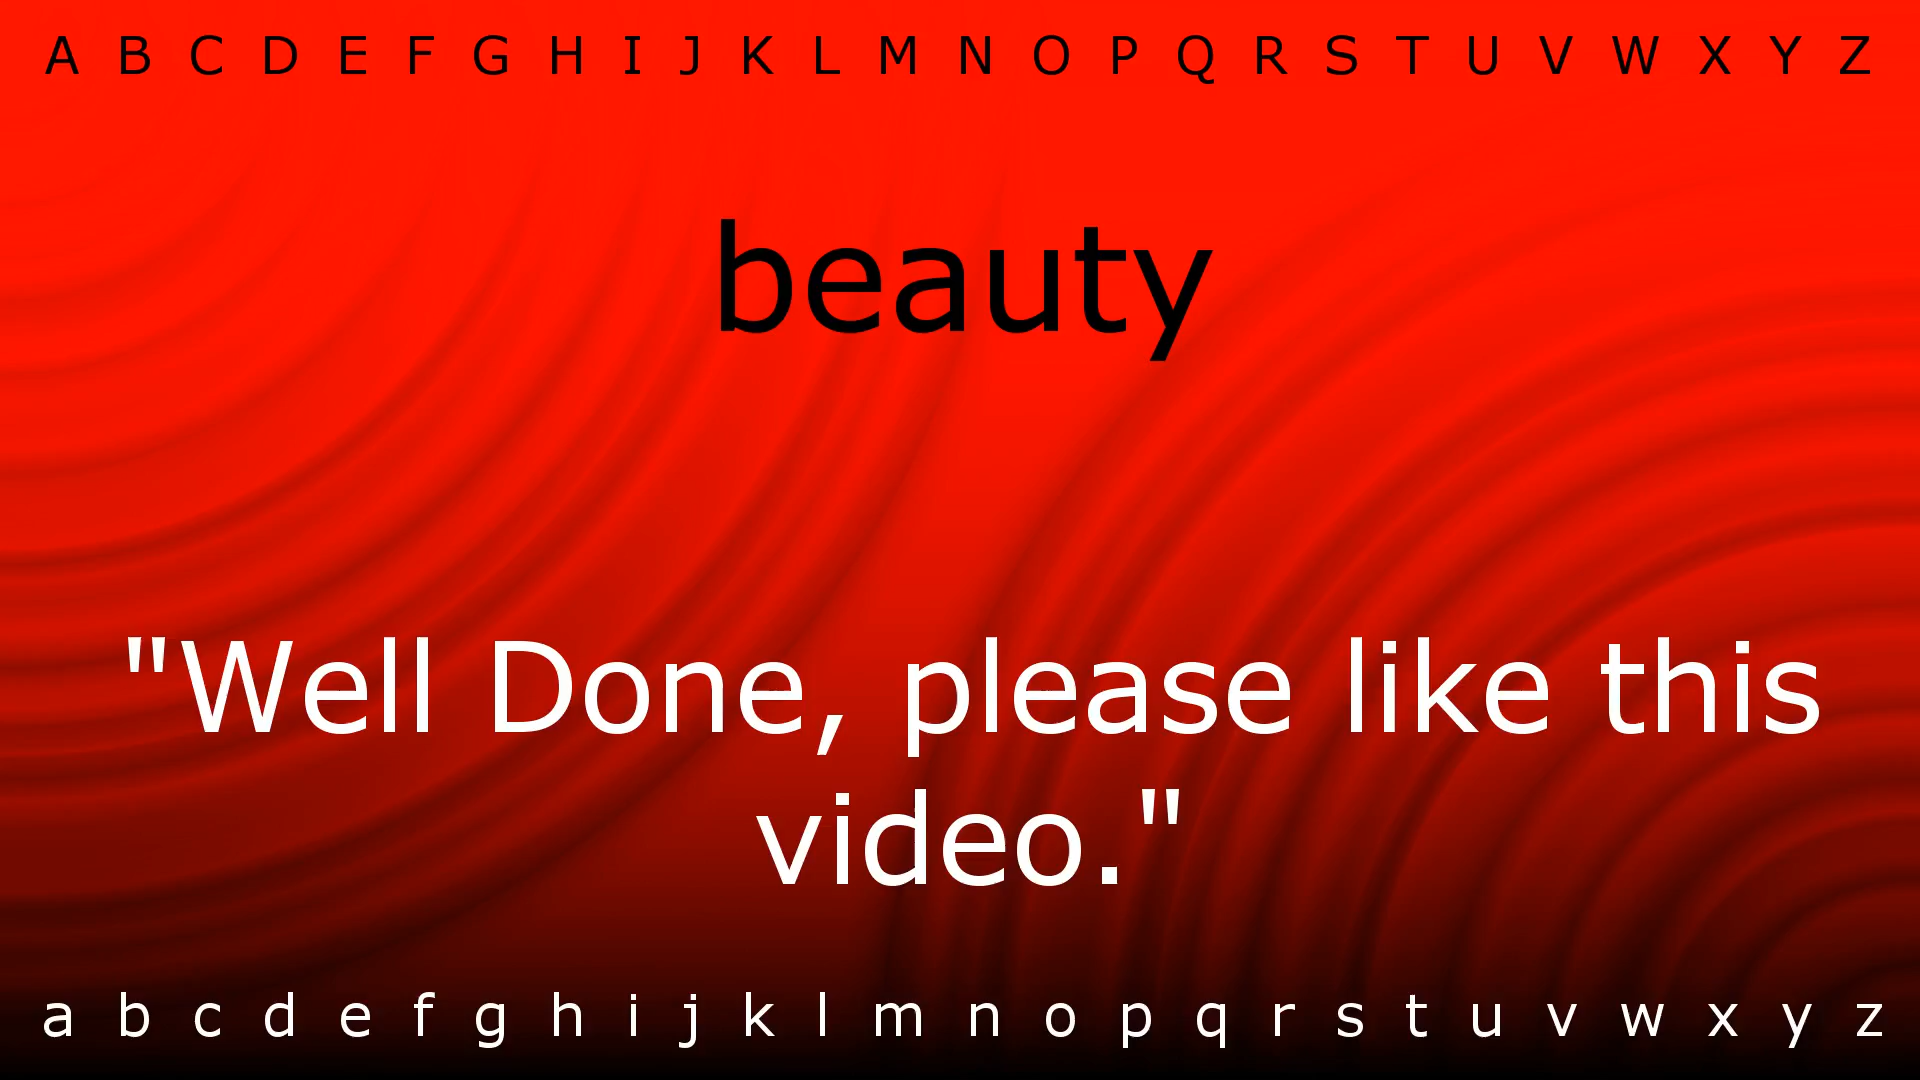 A B C D E F G H I J K L M N O P Q R S T U V W X Y Z
beauty
"Well Done, please like this
video."
a b c d e f g h i j k l m n o p q r s t u v w x y z